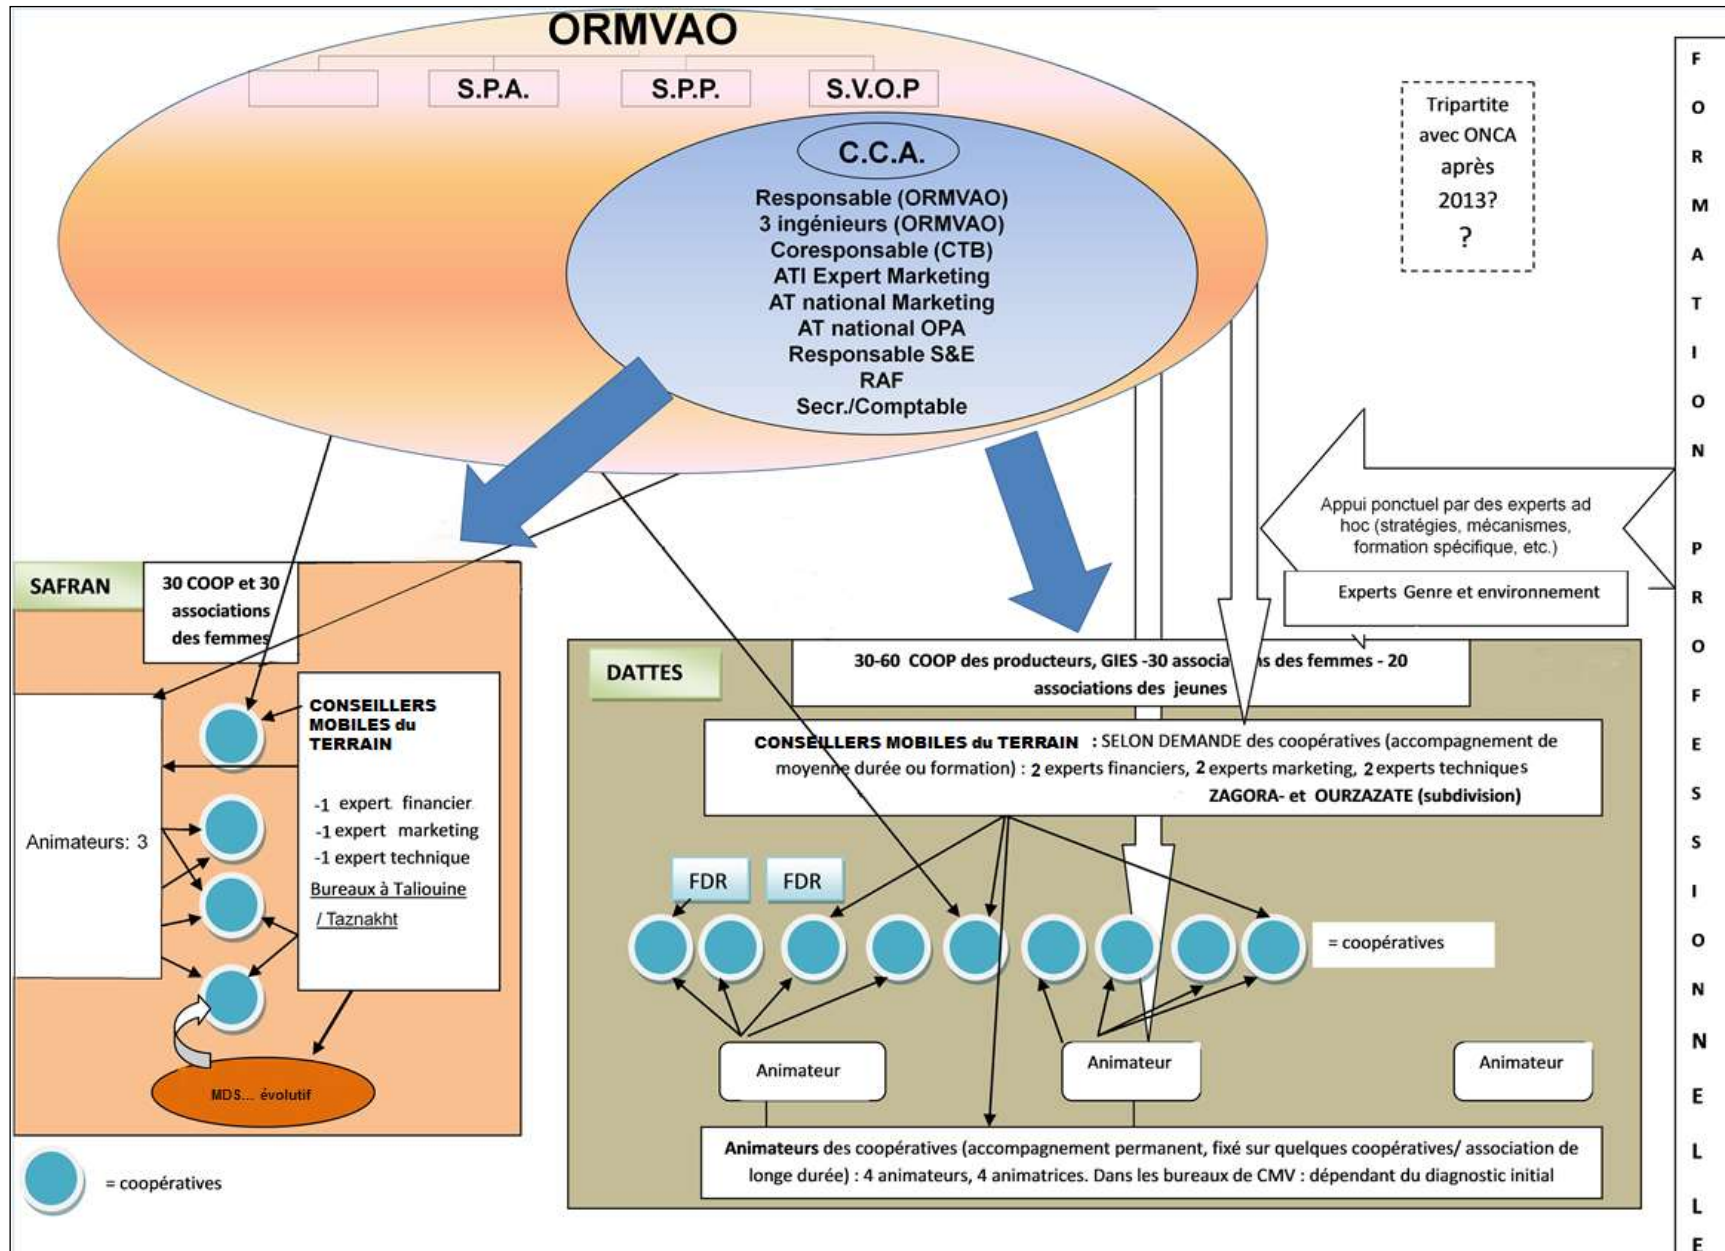 ORMVAO
S.P.A.
S.P.P.
S.V.O.P
C.C.A.
Responsable (ORMVAO)
3 ingénieurs (ORMVAO)
Coresponsable (CTB)
ATI Expert Marketing
AT national Marketing
AT national OPA
Responsable S&E
RAF
Secr./Comptable
Tripartite
avec ONCA
après
2013?
?
FORMATION PROFESSIONNELLE
Appui ponctuel par des experts ad
hoc (stratégies, mécanismes,
formation spécifique, etc.)
Experts Genre et environnement
SAFRAN
30 COOP et 30
associations
des femmes
Animateurs: 3
CONSEILLERS
MOBILES du
TERRAIN
-1 expert financier
-1 expert marketing
-1 expert technique
Bureaux à Taliouine
/ Taznakht
MDS... évolutif
= coopératives
DATTES
30-60 COOP des producteurs, GIES -30 associa ns des femmes - 20
associations des jeunes
CONSEILLERS MOBILES du TERRAIN : SELON DEMANDE des coopératives (accompagnement de
moyenne durée ou formation) : 2 experts financiers, 2 experts marketing, 2 experts techniques
ZAGORA- et OURZAZATE (subdivision)
FDR
FDR
= coopératives
Animateur
Animateur
Animateur
Animateurs des coopératives (accompagnement permanent, fixé sur quelques coopératives/ association de
longe durée) : 4 animateurs, 4 animatrices. Dans les bureaux de CMV : dépendant du diagnostic initial